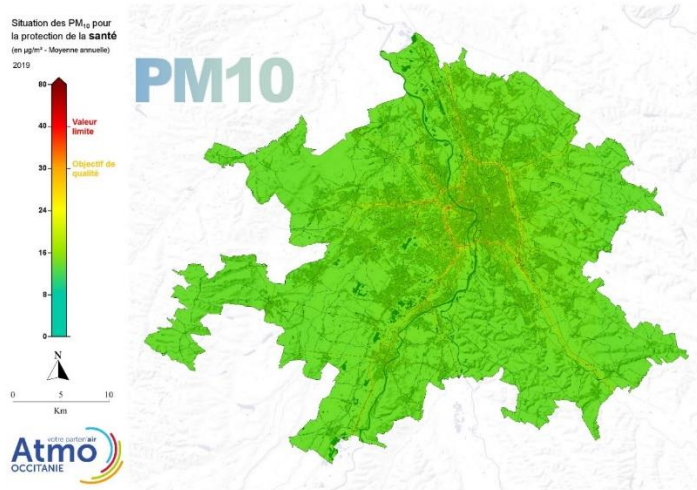 Situation des PM₁₀ pour
la protection de la santé
(en µg/m³ - Moyenne annuelle)
2019
PM10
80
40
Valeur
limite
30
Objectif de
qualité
24
16
8
0
N
0 5 10
Km
votre parten'air
Atmo
OCCITANIE